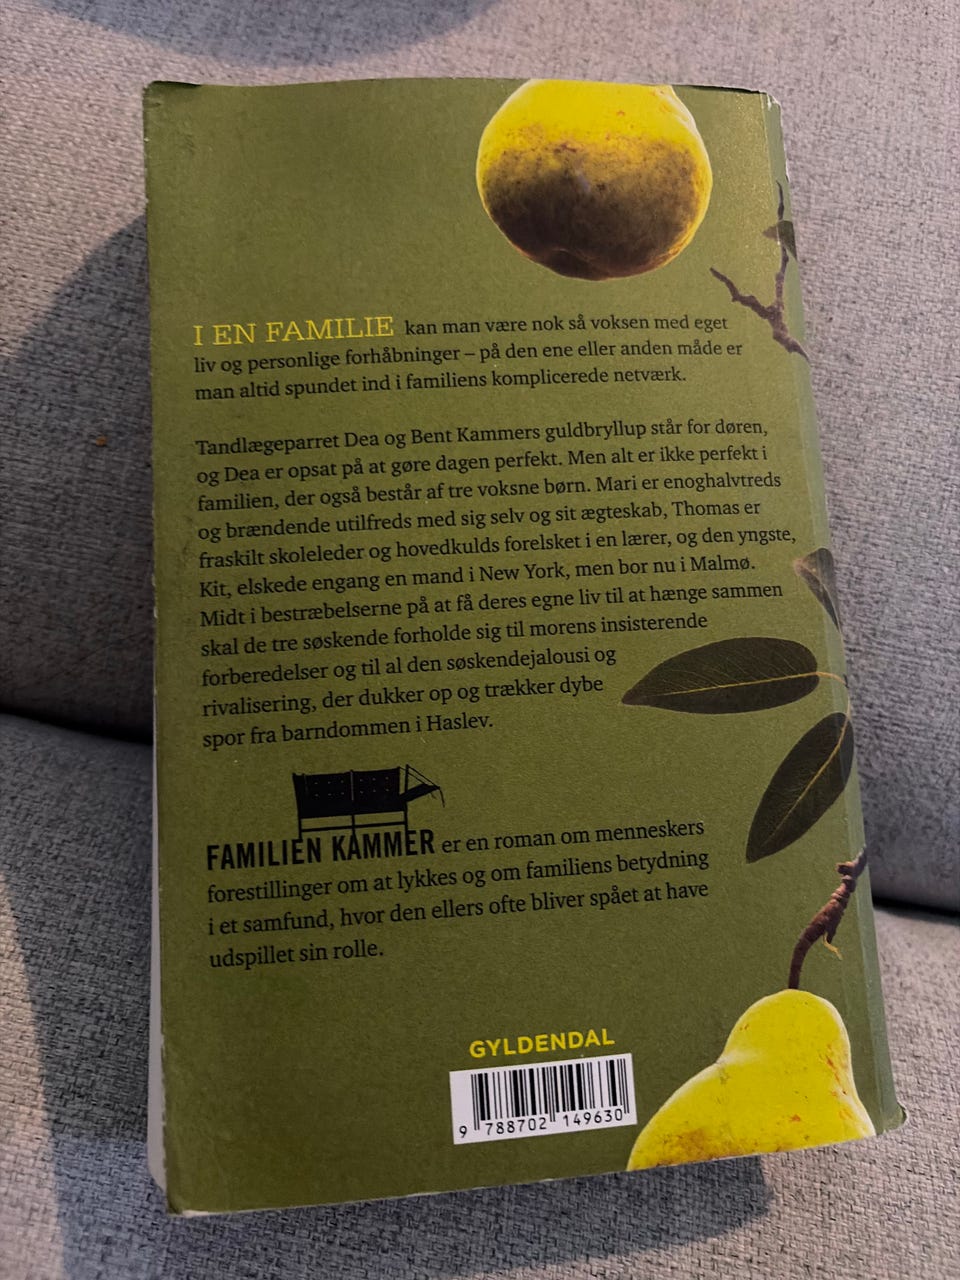 I EN FAMILIE kan man være nok så voksen med eget
liv og personlige forhåbninger – på den ene eller anden måde er
man altid spundet ind i familiens komplicerede netværk.
Tandlægeparret Dea og Bent Kammers guldbryllup står for døren,
og Dea er opsat på at gøre dagen perfekt. Men alt er ikke perfekt i
familien, der også består af tre voksne børn. Mari er enoghalvtreds
og brændende utilfreds med sig selv og sit ægteskab, Thomas er
fraskilt skoleleder og hovedkulds forelsket i en lærer, og den yngste,
Kit, elskede engang en mand i New York, men bor nu i Malmø.
Midt i bestræbelserne på at få deres egne liv til at hænge sammen
skal de tre søskende forholde sig til morens insisterende
forberedelser og til al den søskendejalousi og
rivalisering, der dukker op og trækker dybe
spor fra barndommen i Haslev.
FAMILIEN KAMMER er en roman om menneskers
forestillinger om at lykkes og om familiens betydning
i et samfund, hvor den ellers ofte bliver spået at have
udspillet sin rolle.
GYLDENDAL
9 788702 149630